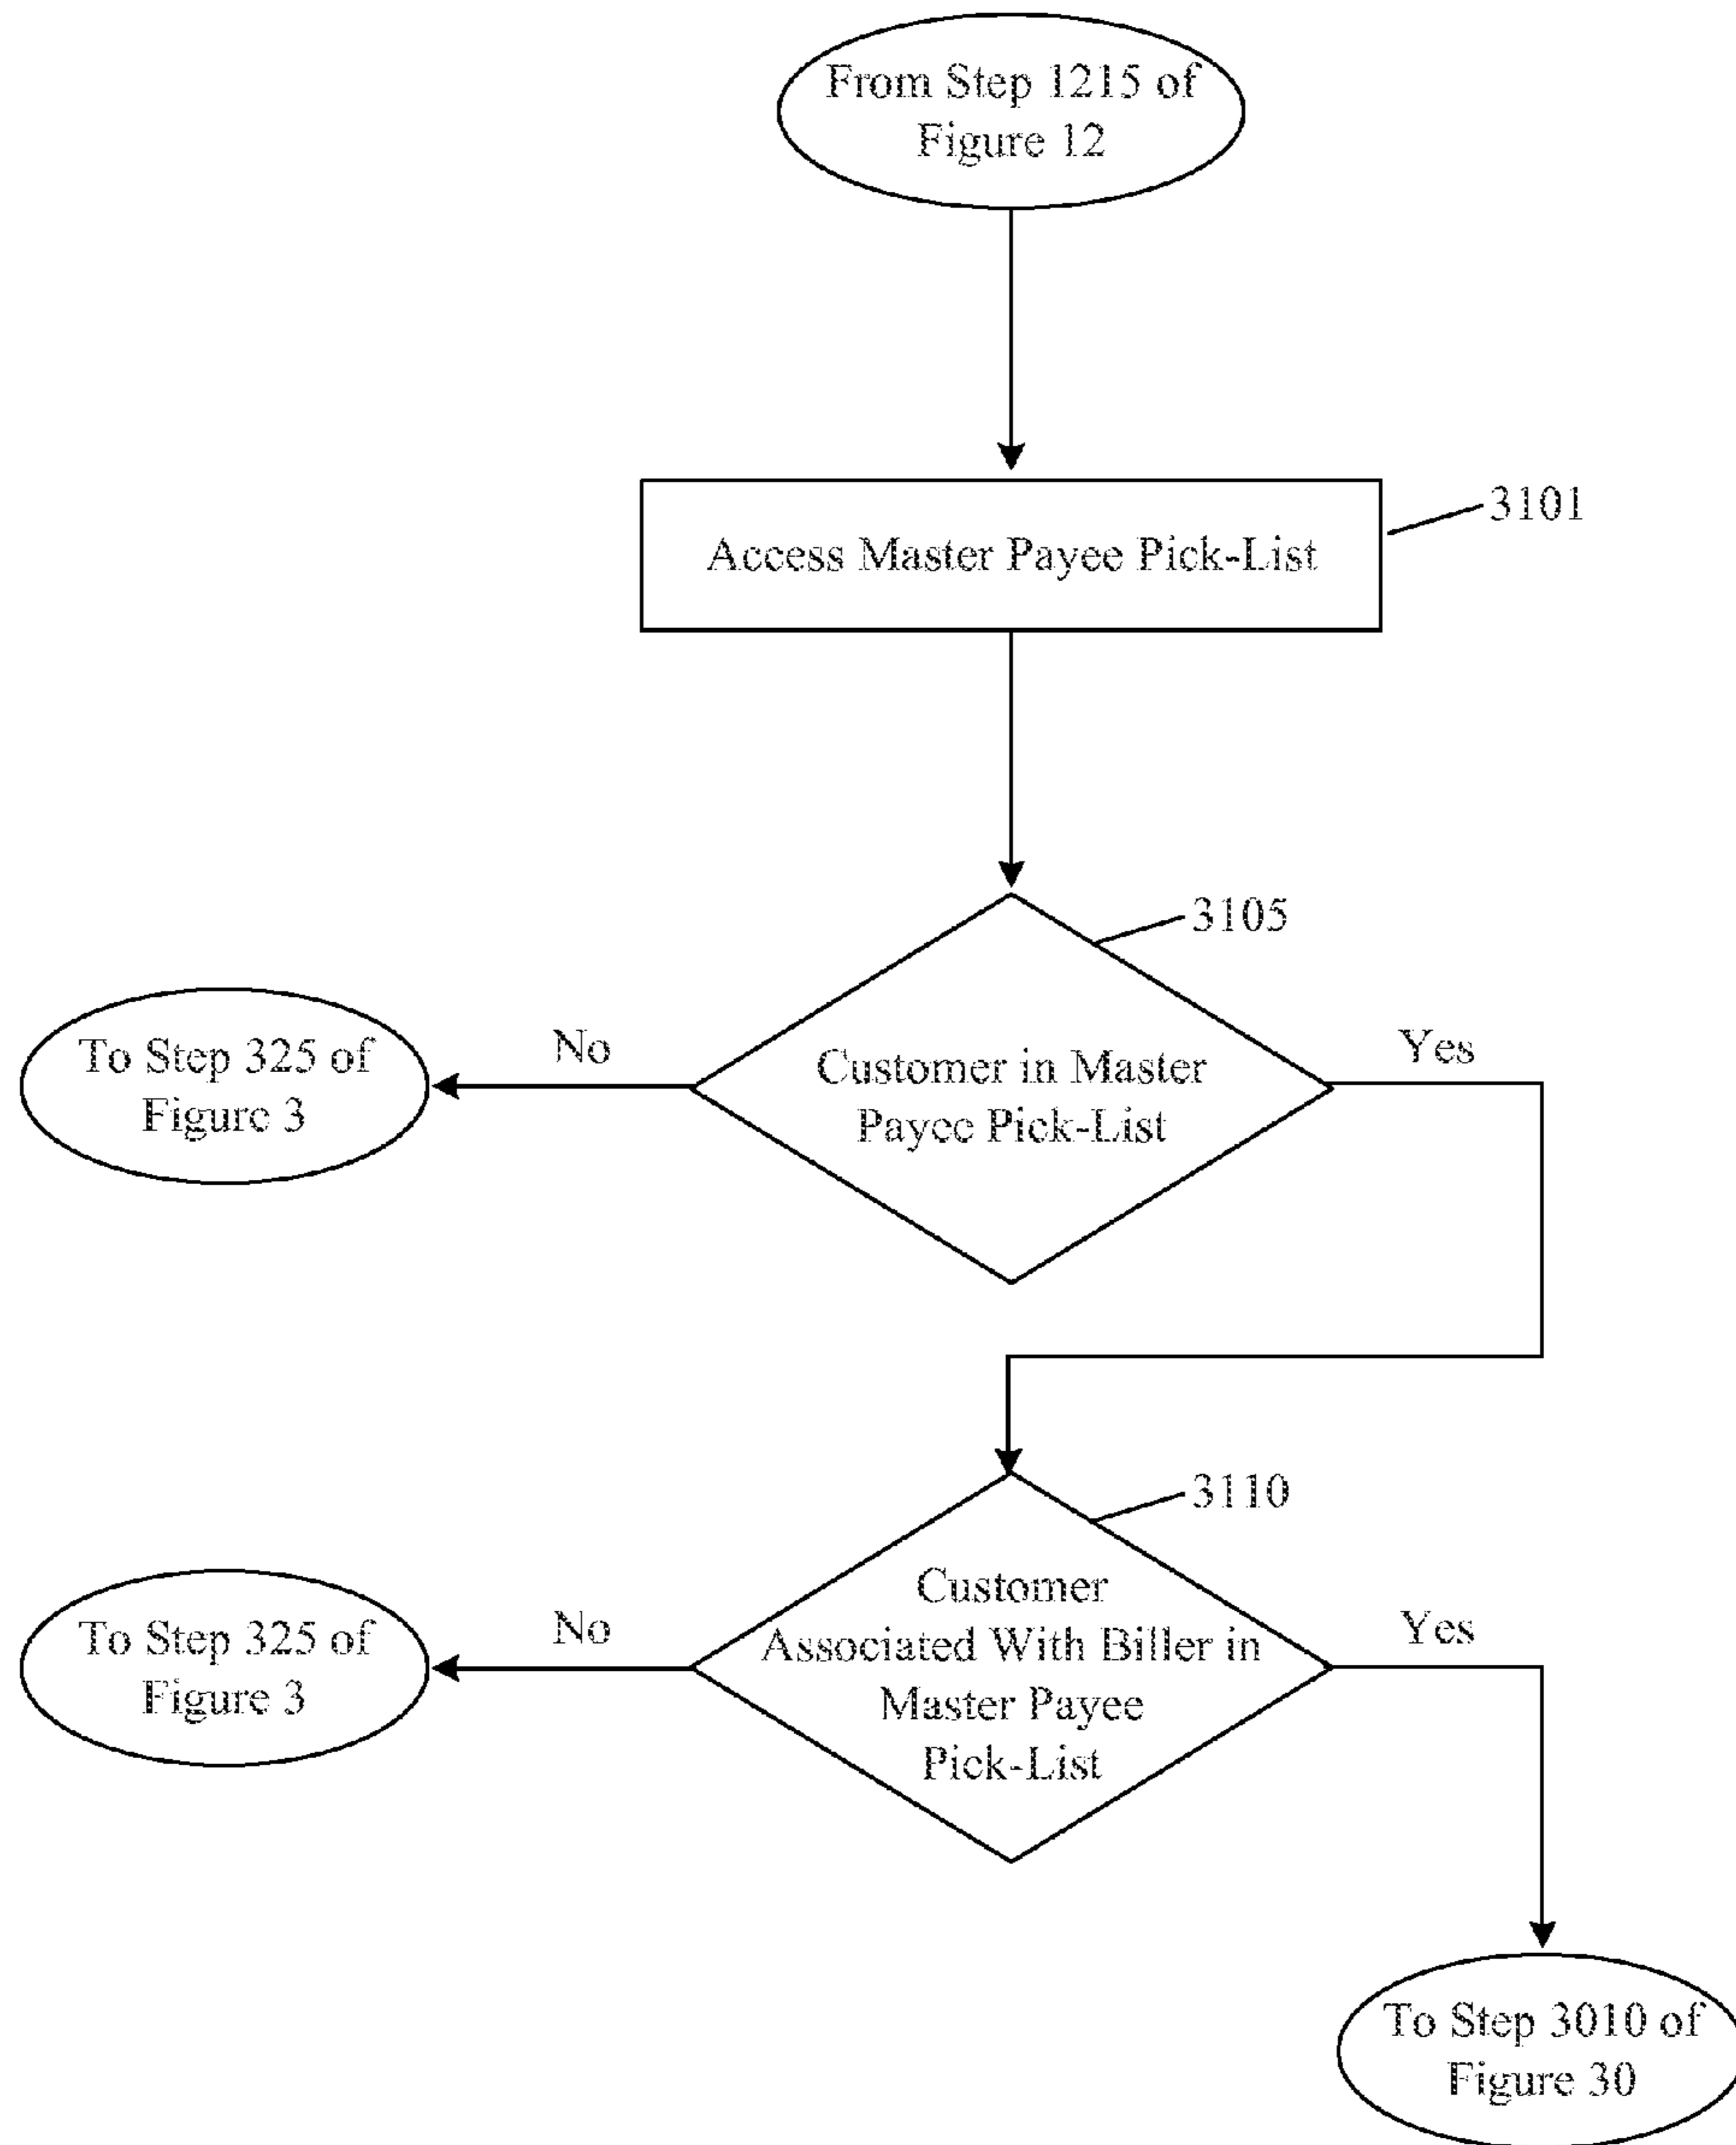 From Step 1215 of
Figure 12
3101
Access Master Payee Pick-List
3105
To Step 325 of
Figure 3
No
Customer in Master
Payee Pick-List
Yes
3110
To Step 325 of
Figure 3
No
Customer
Associated With Biller in
Master Payee
Pick-List
Yes
To Step 3010 of
Figure 30